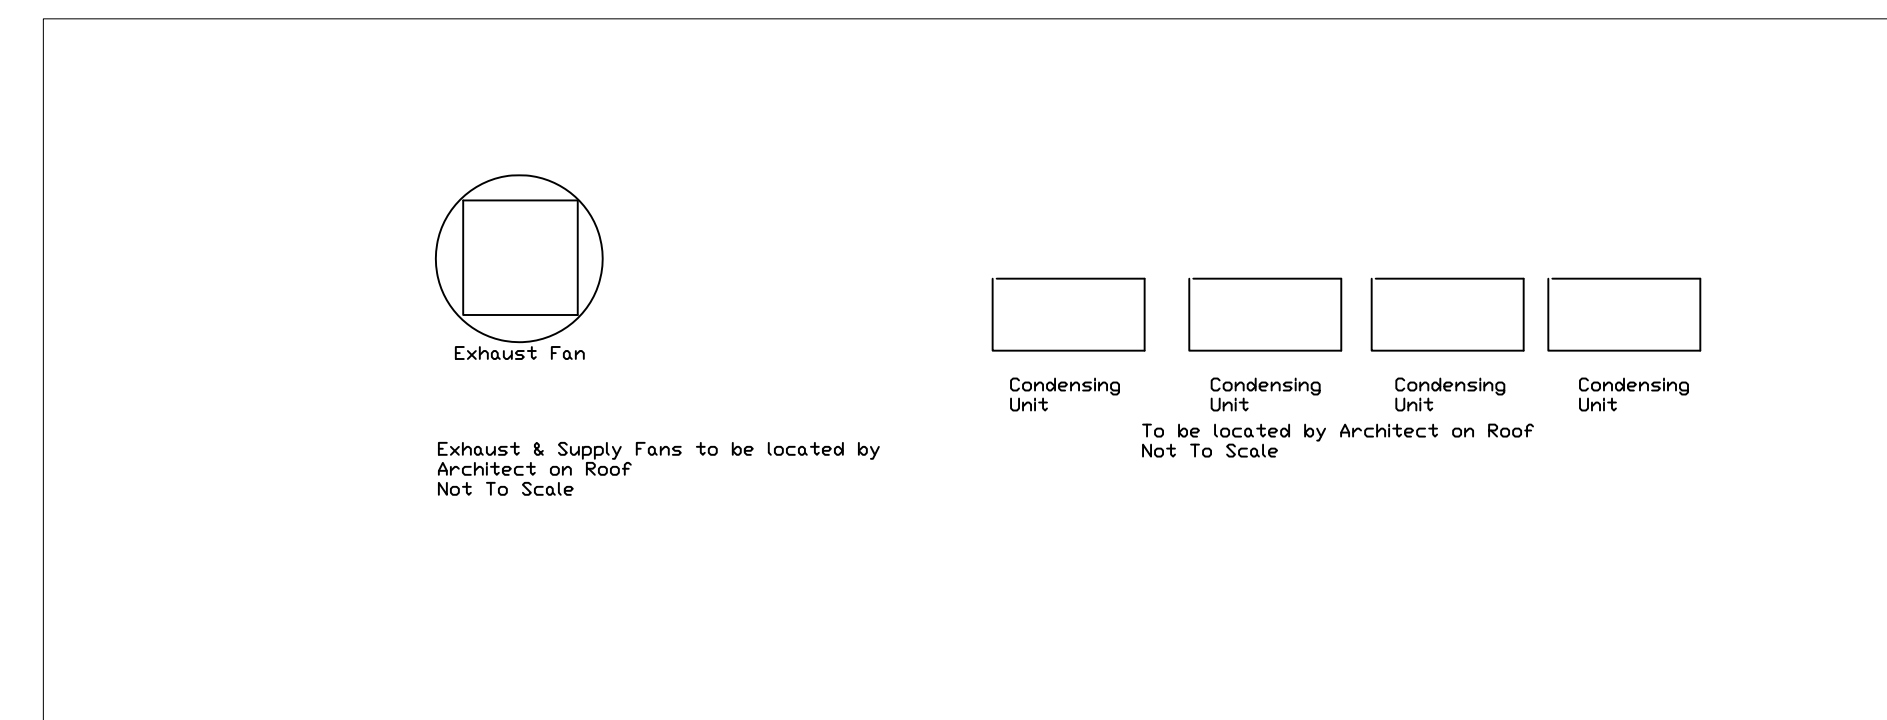 Exhaust Fan
Exhaust & Supply Fans to be located by
Architect on Roof
Not To Scale
Condensing
Unit
Condensing
Unit
Condensing
Unit
Condensing
Unit
To be located by Architect on Roof
Not To Scale